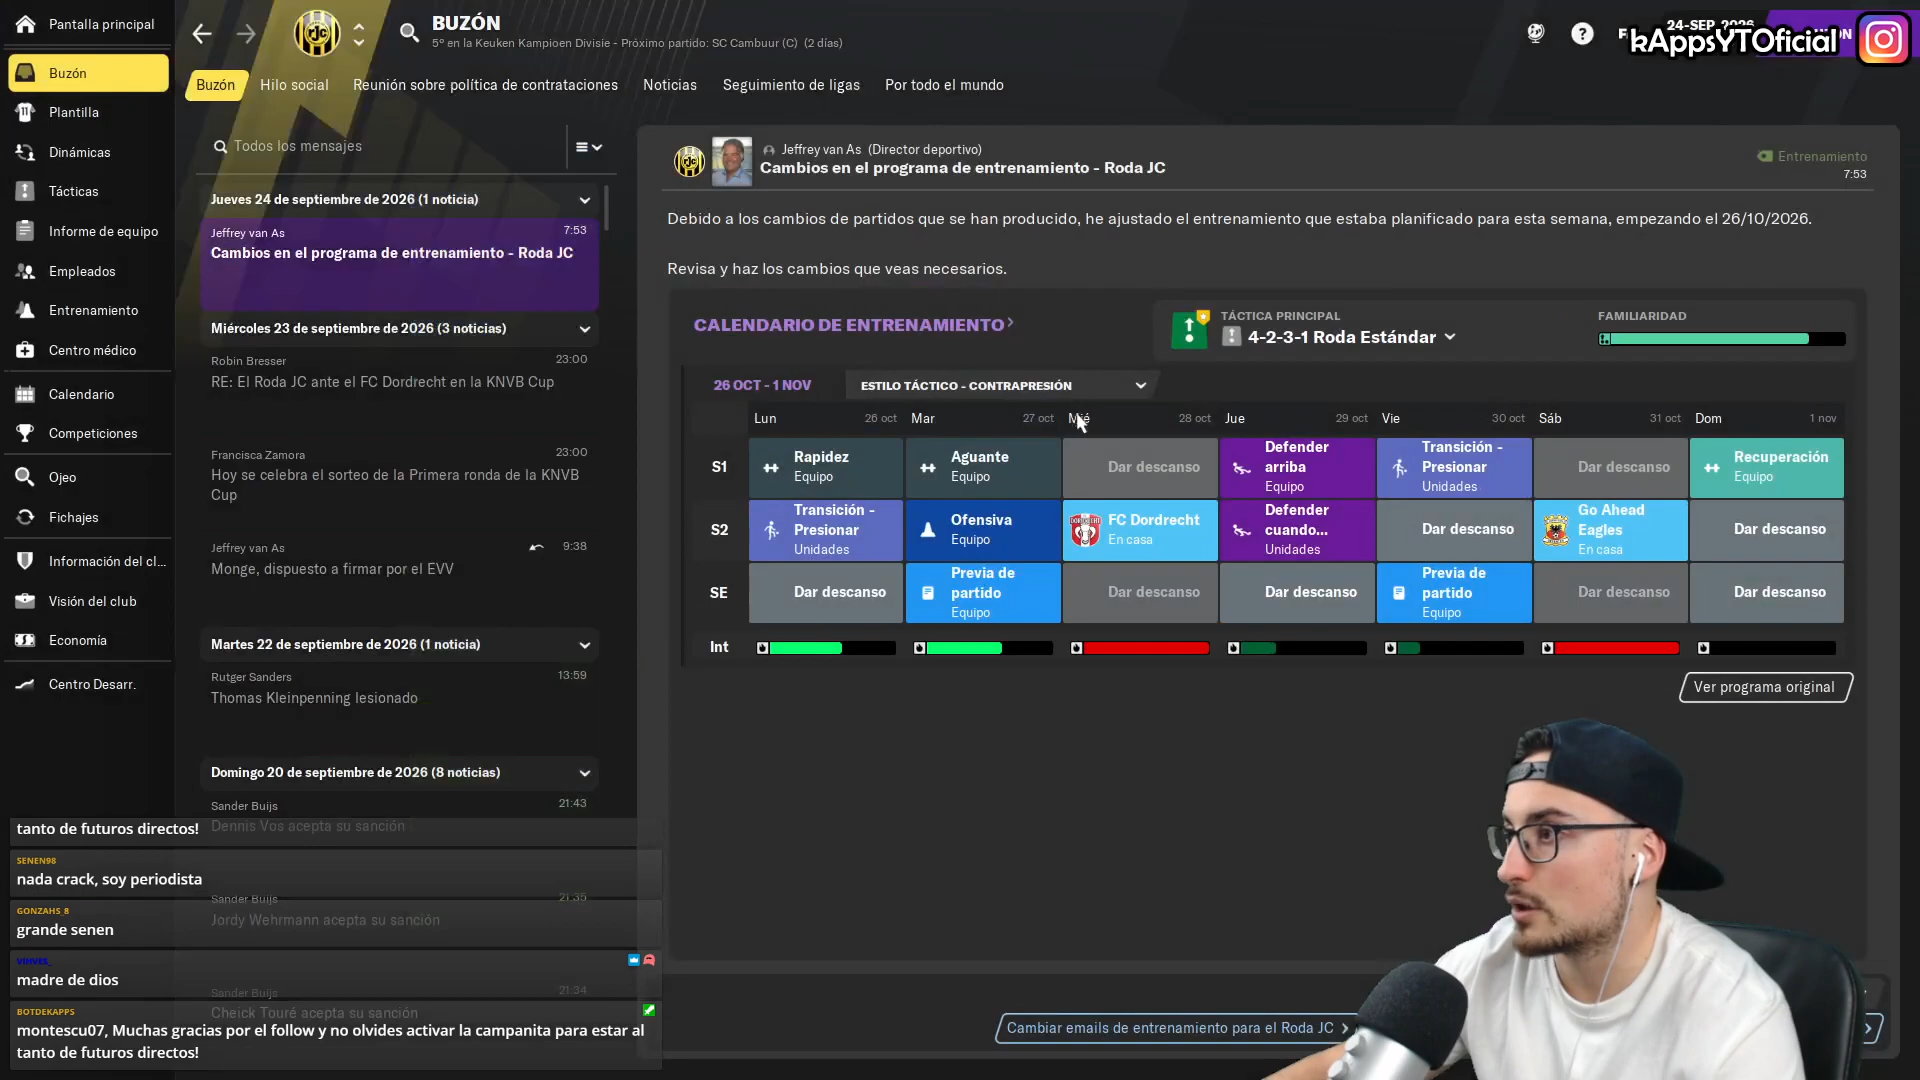 Pantalla principal
Buzón
Plantilla
Dinámicas
Tácticas
Informe de equipo
Empleados
Entrenamiento
Centro médico
Calendario
Competiciones
Ojeo
Fichajes
Información del cl...
Visión del club
Economía
Centro Desarr.
BUZÓN
5º en la Keuken Kampioen Divisie - Próximo partido: SC Cambuur (C) (2 días)
24-SEP. 2026
kAppsYTOficial
Buzón
Hilo social
Reunión sobre política de contrataciones
Noticias
Seguimiento de ligas
Por todo el mundo
Todos los mensajes
Jueves 24 de septiembre de 2026 (1 noticia)
Jeffrey van As 7:53
Cambios en el programa de entrenamiento - Roda JC
Miércoles 23 de septiembre de 2026 (3 noticias)
Robin Bresser 23:00
RE: El Roda JC ante el FC Dordrecht en la KNVB Cup
Francisca Zamora 23:00
Hoy se celebra el sorteo de la Primera ronda de la KNVB
Cup
Jeffrey van As 9:38
Monge, dispuesto a firmar por el EVV
Martes 22 de septiembre de 2026 (1 noticia)
Rutger Sanders 13:59
Thomas Kleinpenning lesionado
Domingo 20 de septiembre de 2026 (8 noticias)
Sander Buijs 21:43
Dennis Vos acepta su sanción
Sander Buijs 21:35
Jordy Wehrmann acepta su sanción
Sander Buijs 21:34
Cheick Touré acepta su sanción
tanto de futuros directos!
SENEN98
nada crack, soy periodista
GONZAHS_8
grande senen
VIHVES_
madre de dios
BOTDEKAPPS
montescu07, Muchas gracias por el follow y no olvides activar la campanita para estar al
tanto de futuros directos!
Jeffrey van As (Director deportivo)
Cambios en el programa de entrenamiento - Roda JC
Entrenamiento
7:53
Debido a los cambios de partidos que se han producido, he ajustado el entrenamiento que estaba planificado para esta semana, empezando el 26/10/2026.
Revisa y haz los cambios que veas necesarios.
CALENDARIO DE ENTRENAMIENTO
TÁCTICA PRINCIPAL
4-2-3-1 Roda Estándar
FAMILIARIDAD
26 OCT - 1 NOV
ESTILO TÁCTICO - CONTRAPRESIÓN
Lun 26 oct Mar 27 oct Mié 28 oct Jue 29 oct Vie 30 oct Sáb 31 oct Dom 1 nov
S1
Rapidez
Equipo
Aguante
Equipo
Dar descanso
Defender
arriba
Equipo
Transición -
Presionar
Unidades
Dar descanso
Recuperación
Equipo
S2
Transición -
Presionar
Unidades
Ofensiva
Equipo
FC Dordrecht
En casa
Defender
cuando...
Unidades
Dar descanso
Go Ahead
Eagles
En casa
Dar descanso
SE
Dar descanso
Previa de
partido
Equipo
Dar descanso
Dar descanso
Previa de
partido
Equipo
Dar descanso
Dar descanso
Int
Ver programa original
Cambiar emails de entrenamiento para el Roda JC